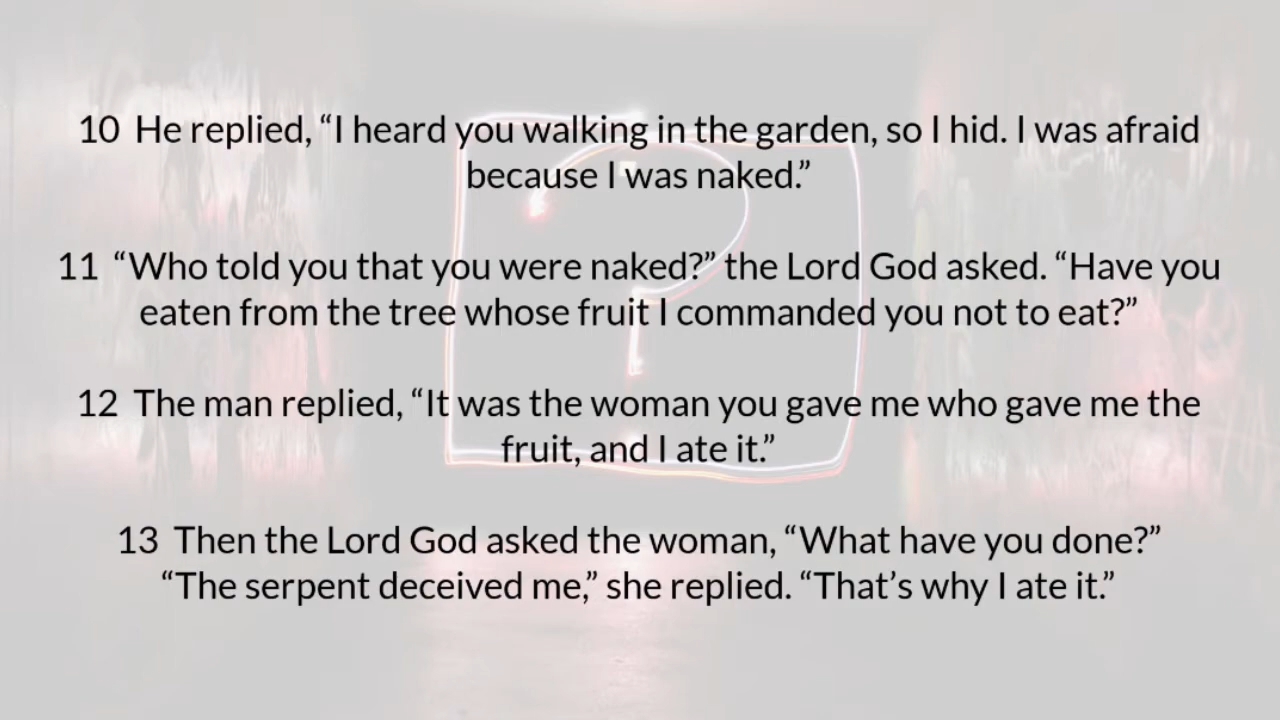 10 He replied, “I heard you walking in the garden, so I hid. I was afraid
because I was naked.”
11 “Who told you that you were naked?” the Lord God asked. “Have you
eaten from the tree whose fruit I commanded you not to eat?”
12 The man replied, “It was the woman you gave me who gave me the
fruit, and I ate it.”
13 Then the Lord God asked the woman, “What have you done?”
“The serpent deceived me,” she replied. “That’s why I ate it.”